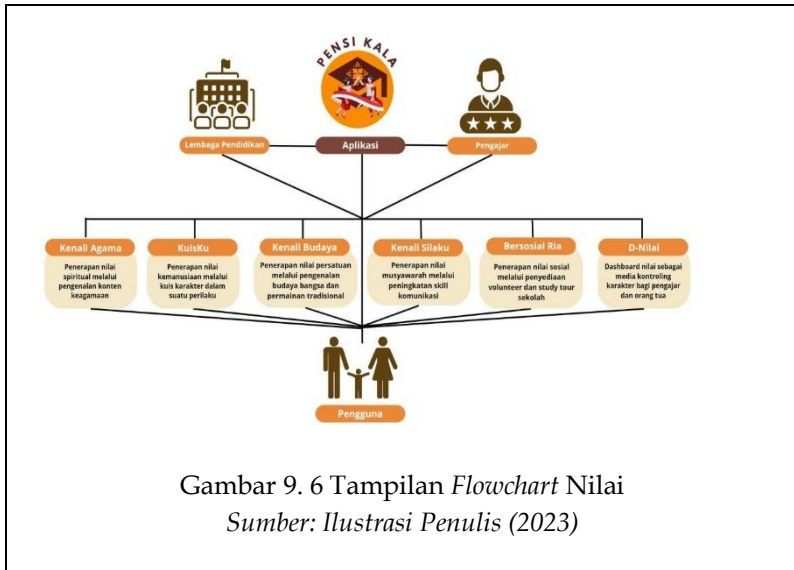 PENSI KALA
Lembaga Pendidikan
Aplikasi
Pengajar
Kenali Agama
Penerapan nilai
spiritual melalui
pengenalan konten
keagamaan
KuisKu
Penerapan nilai
kemanusiaan melalui
kuis karakter dalam
suatu perilaku
Kenali Budaya
Penerapan nilai persatuan
melalui pengenalan
budaya bangsa dan
permainan tradisional
Kenali Silaku
Penerapan nilai
musyawarah melalui
peningkatan skill
komunikasi
Bersosial Ria
Penerapan nilai sosial
melalui penyediaan
volunteer dan study tour
sekolah
D-Nilai
Dashboard nilai sebagai
media kontroling
karakter bagi pengajar
dan orang tua
Pengguna
Gambar 9. 6 Tampilan Flowchart Nilai
Sumber: Ilustrasi Penulis (2023)